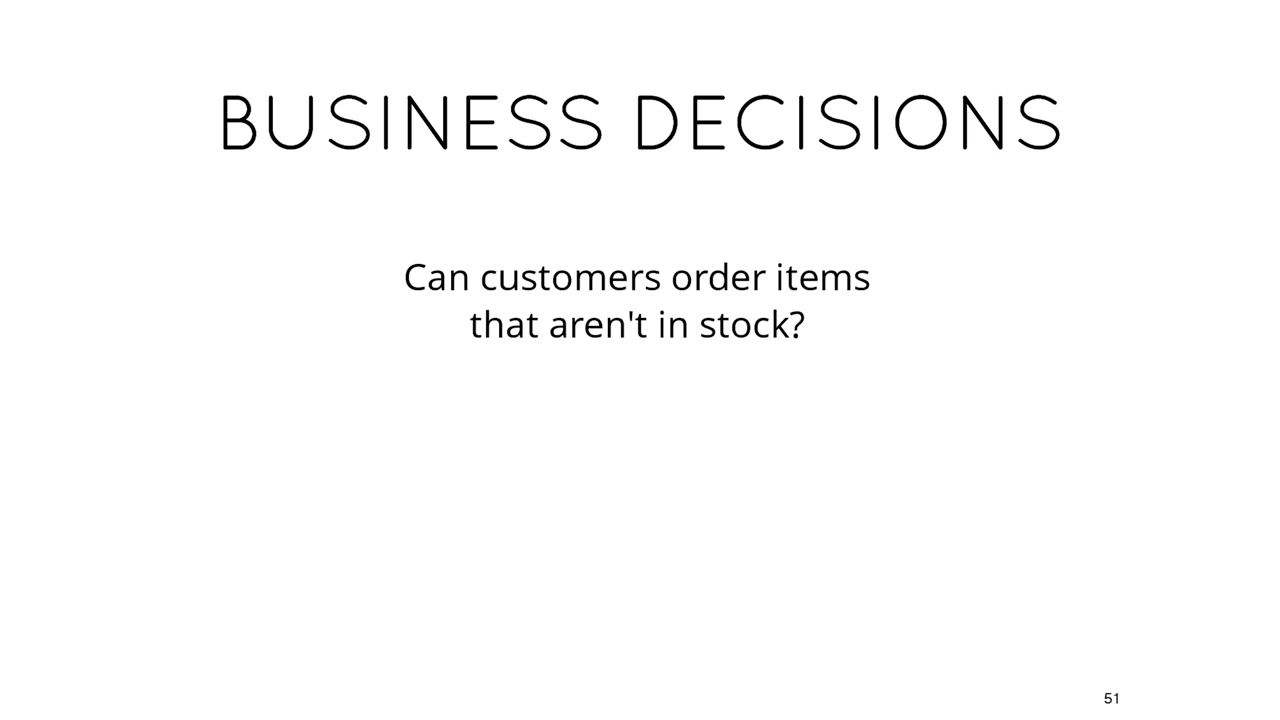 BUSINESS DECISIONS
Can customers order items
that aren't in stock?
51